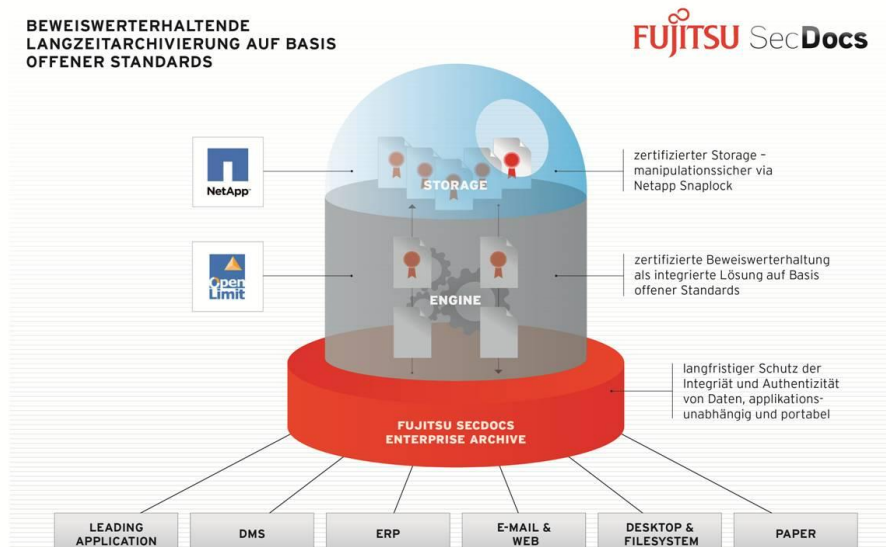 BEWEISWERTERHALTENDE
LANGZEITARCHIVIERUNG AUF BASIS
OFFENER STANDARDS
FUJITSU SecDocs
NetApp
STORAGE
zertifizierter Storage –
manipulationssicher via
Netapp Snaplock
Open
Limit
ENGINE
zertifizierte Beweiswerterhaltung
als integrierte Lösung auf Basis
offener Standards
langfristiger Schutz der
Integriät und Authentizität
von Daten, applikations-
unabhängig und portabel
FUJITSU SECDOCS
ENTERPRISE ARCHIVE
LEADING
APPLICATION
DMS
ERP
E-MAIL &
WEB
DESKTOP &
FILESYSTEM
PAPER